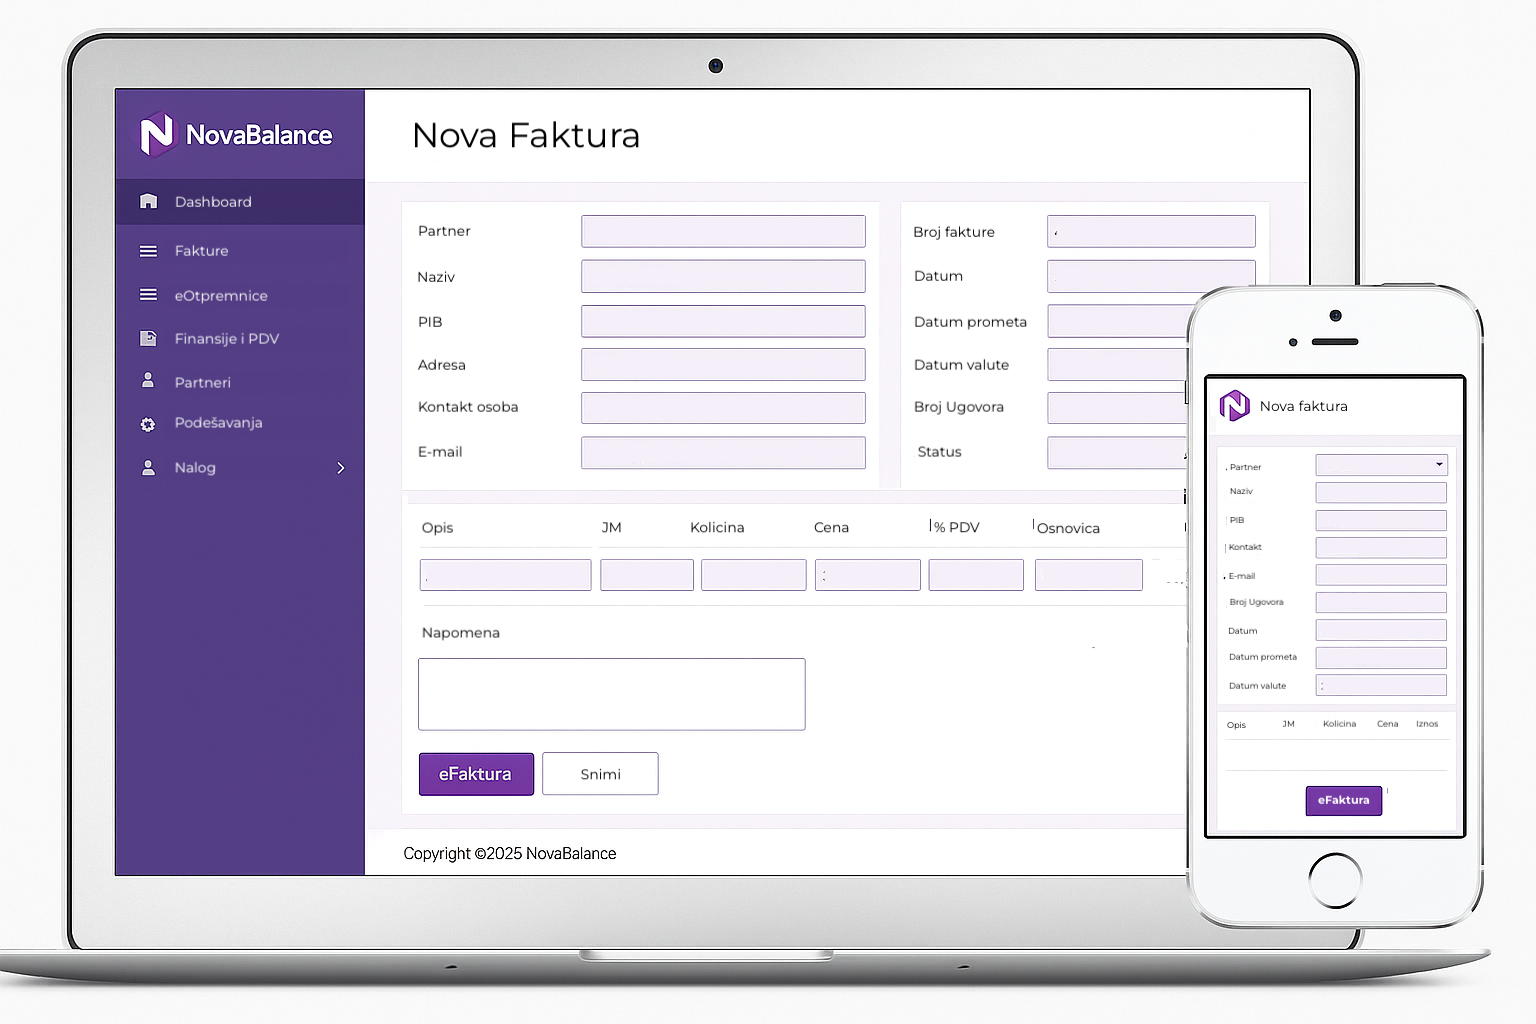 NovaBalance
Dashboard
Fakture
eOtpremnice
Finansije i PDV
Partneri
Podešavanja
Nalog
Nova Faktura
Partner
Naziv
PIB
Adresa
Kontakt osoba
E-mail
Broj fakture
Datum
Datum prometa
Datum valute
Broj Ugovora
Status
Opis JM Kolicina Cena % PDV Osnovica
Napomena
eFaktura Snimi
Copyright ©2025 NovaBalance
Nova faktura
Partner
Naziv
PIB
Kontakt
E-mail
Broj Ugovora
Datum
Datum prometa
Datum valute
Opis JM Kolicina Cena Iznos
eFaktura